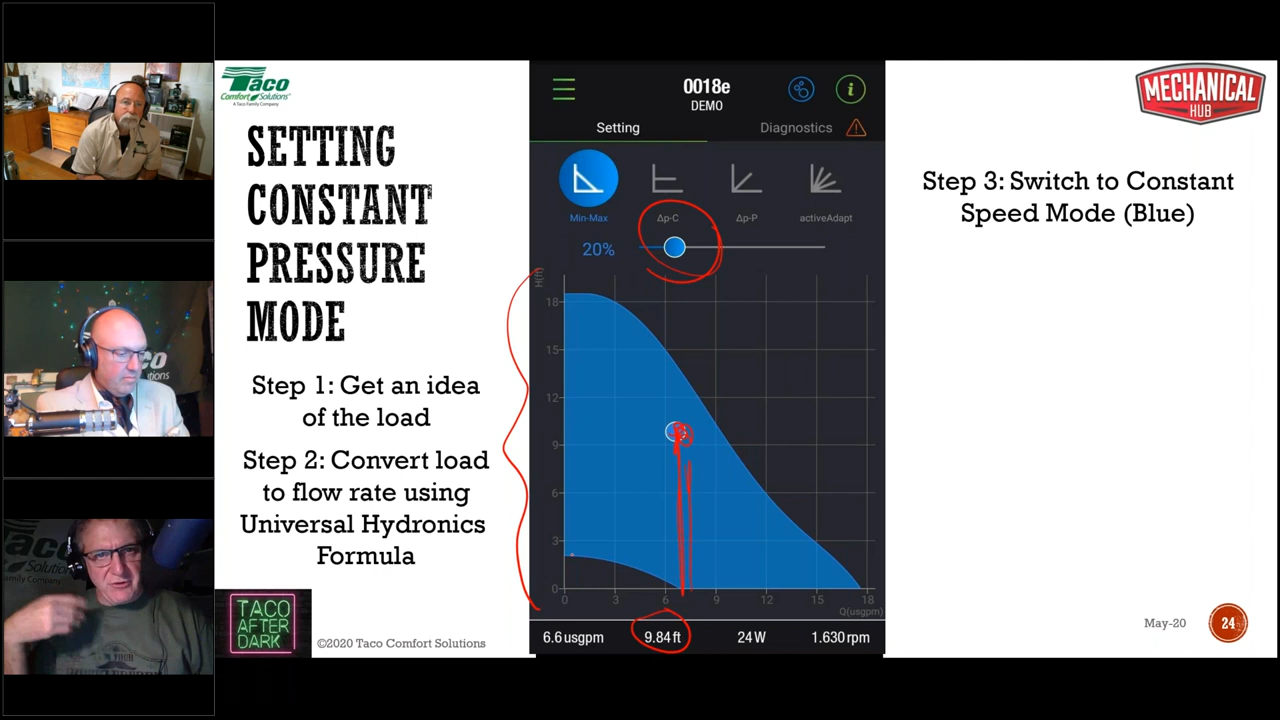 Taco
Comfort Solutions
A Taco Family Company
SETTING
CONSTANT
PRESSURE
MODE
Step 1: Get an idea
of the load
Step 2: Convert load
to flow rate using
Universal Hydronics
Formula
TACO
AFTER
DARK
©2020 Taco Comfort Solutions
0018e
DEMO
i
Setting
Diagnostics
Min-Max
Δp-C
Δp-P
activeAdapt
20%
H(ft)
18
15
12
9
6
3
0
0 3 6 9 12 15 18
Q(usgpm)
6.6 usgpm 9.84 ft 24 W 1.630 rpm
MECHANICAL
HUB
Step 3: Switch to Constant
Speed Mode (Blue)
May-20
24